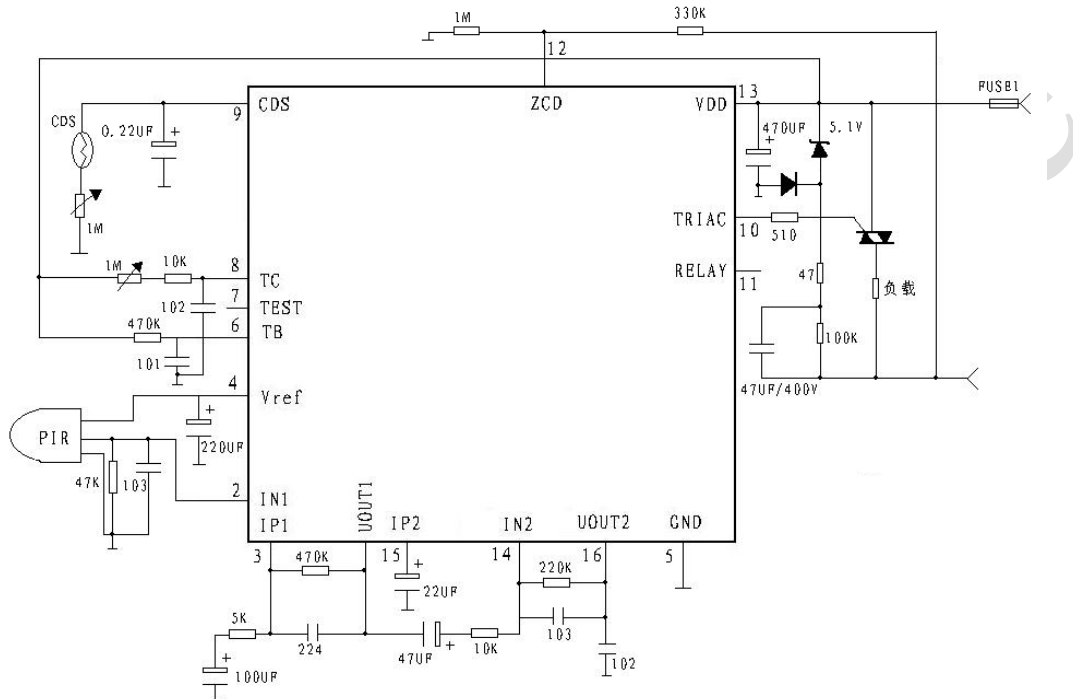 1M
330K
12
FUSE1
9
CDS
ZCD
VDD
13
CDS
0.22UF
+
470UF
+
5.1V
1M
TRIAC
10
510
RELAY
11
1M
10K
8
TC
47
负载
102
7
TEST
470K
6
TB
100K
101
47UF/400V
4
Vref
PIR
+
220UF
47K
103
2
IN1
IP1
UOUT1
IP2
IN2
UOUT2
GND
3
470K
15
14
16
5
+
22UF
220K
5K
224
47UF
+
10K
103
+
100UF
102